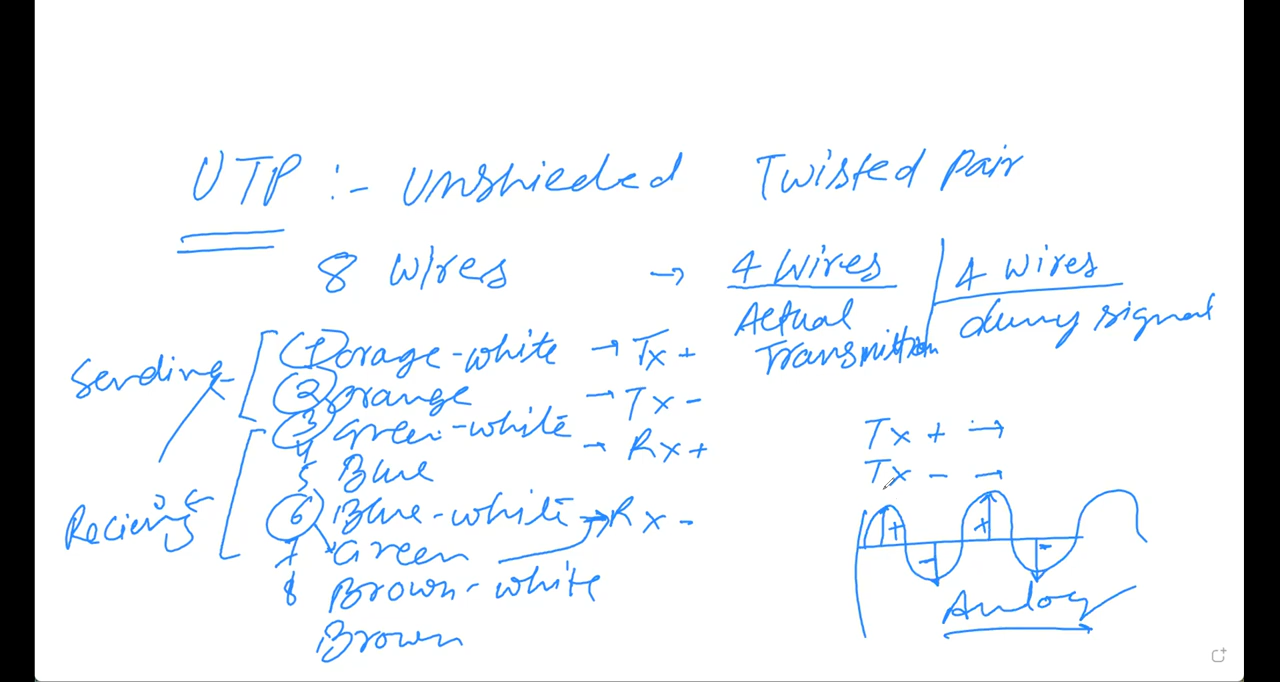 UTP :- Unshieded Twisted Pair
8 wires → 4 wires | 4 wires
Actual Transmittion dumy signal
Sending
(1) orage-white → Tx +
(2) orange - Tx -
(3) Green-white → Rx +
4
5 Blue
Recieng
(6) Blue-white → Rx -
7 Green
8 Brown-white
Brown
Tx + →
Tx - →
+ - + -
Anlog